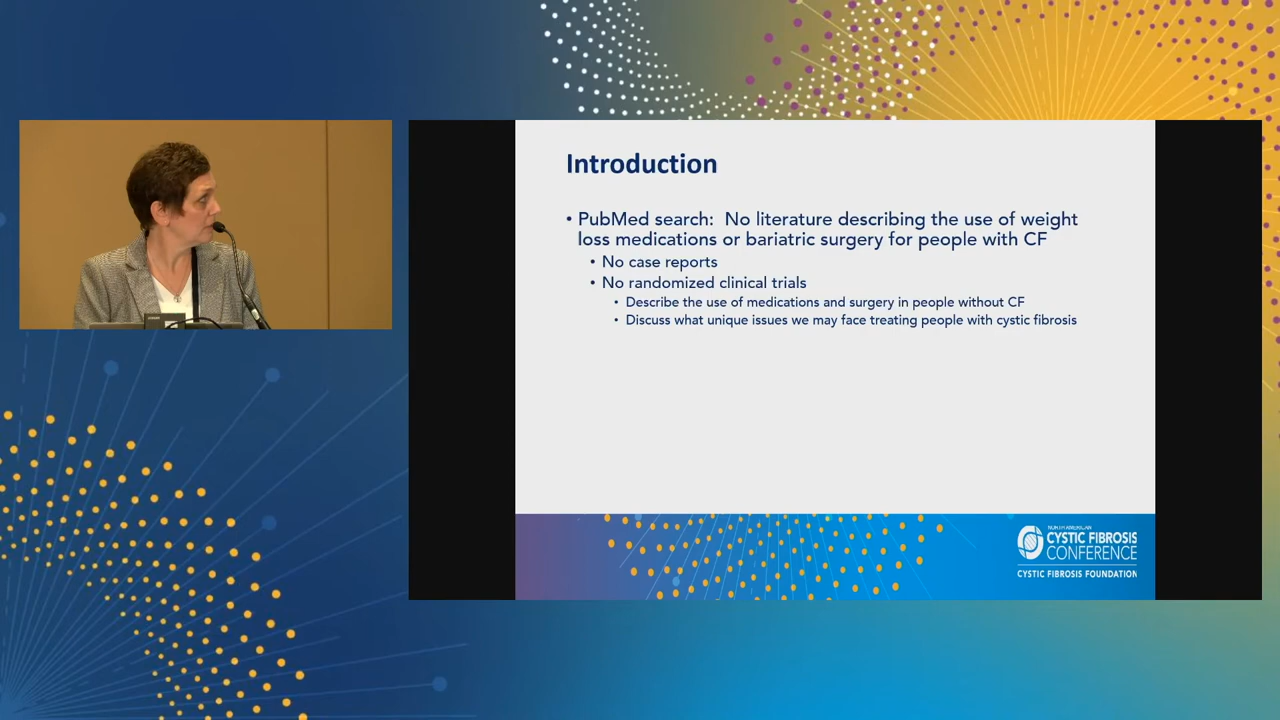 Introduction
• PubMed search: No literature describing the use of weight
loss medications or bariatric surgery for people with CF
• No case reports
• No randomized clinical trials
• Describe the use of medications and surgery in people without CF
• Discuss what unique issues we may face treating people with cystic fibrosis
NORTH AMERICAN
CYSTIC FIBROSIS
CONFERENCE
CYSTIC FIBROSIS FOUNDATION